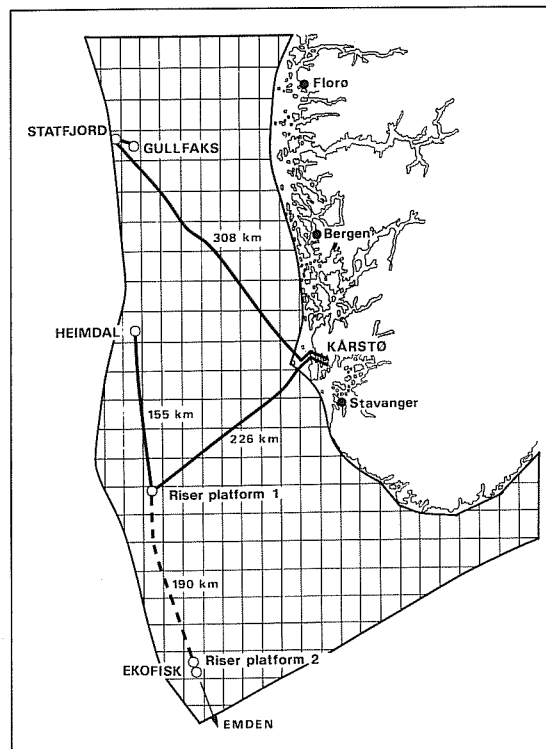 Florø
STATFJORD
GULLFAKS
Bergen
308 km
HEIMDAL
KÅRSTØ
155 km
Stavanger
226 km
Riser platform 1
190 km
Riser platform 2
EKOFISK
EMDEN